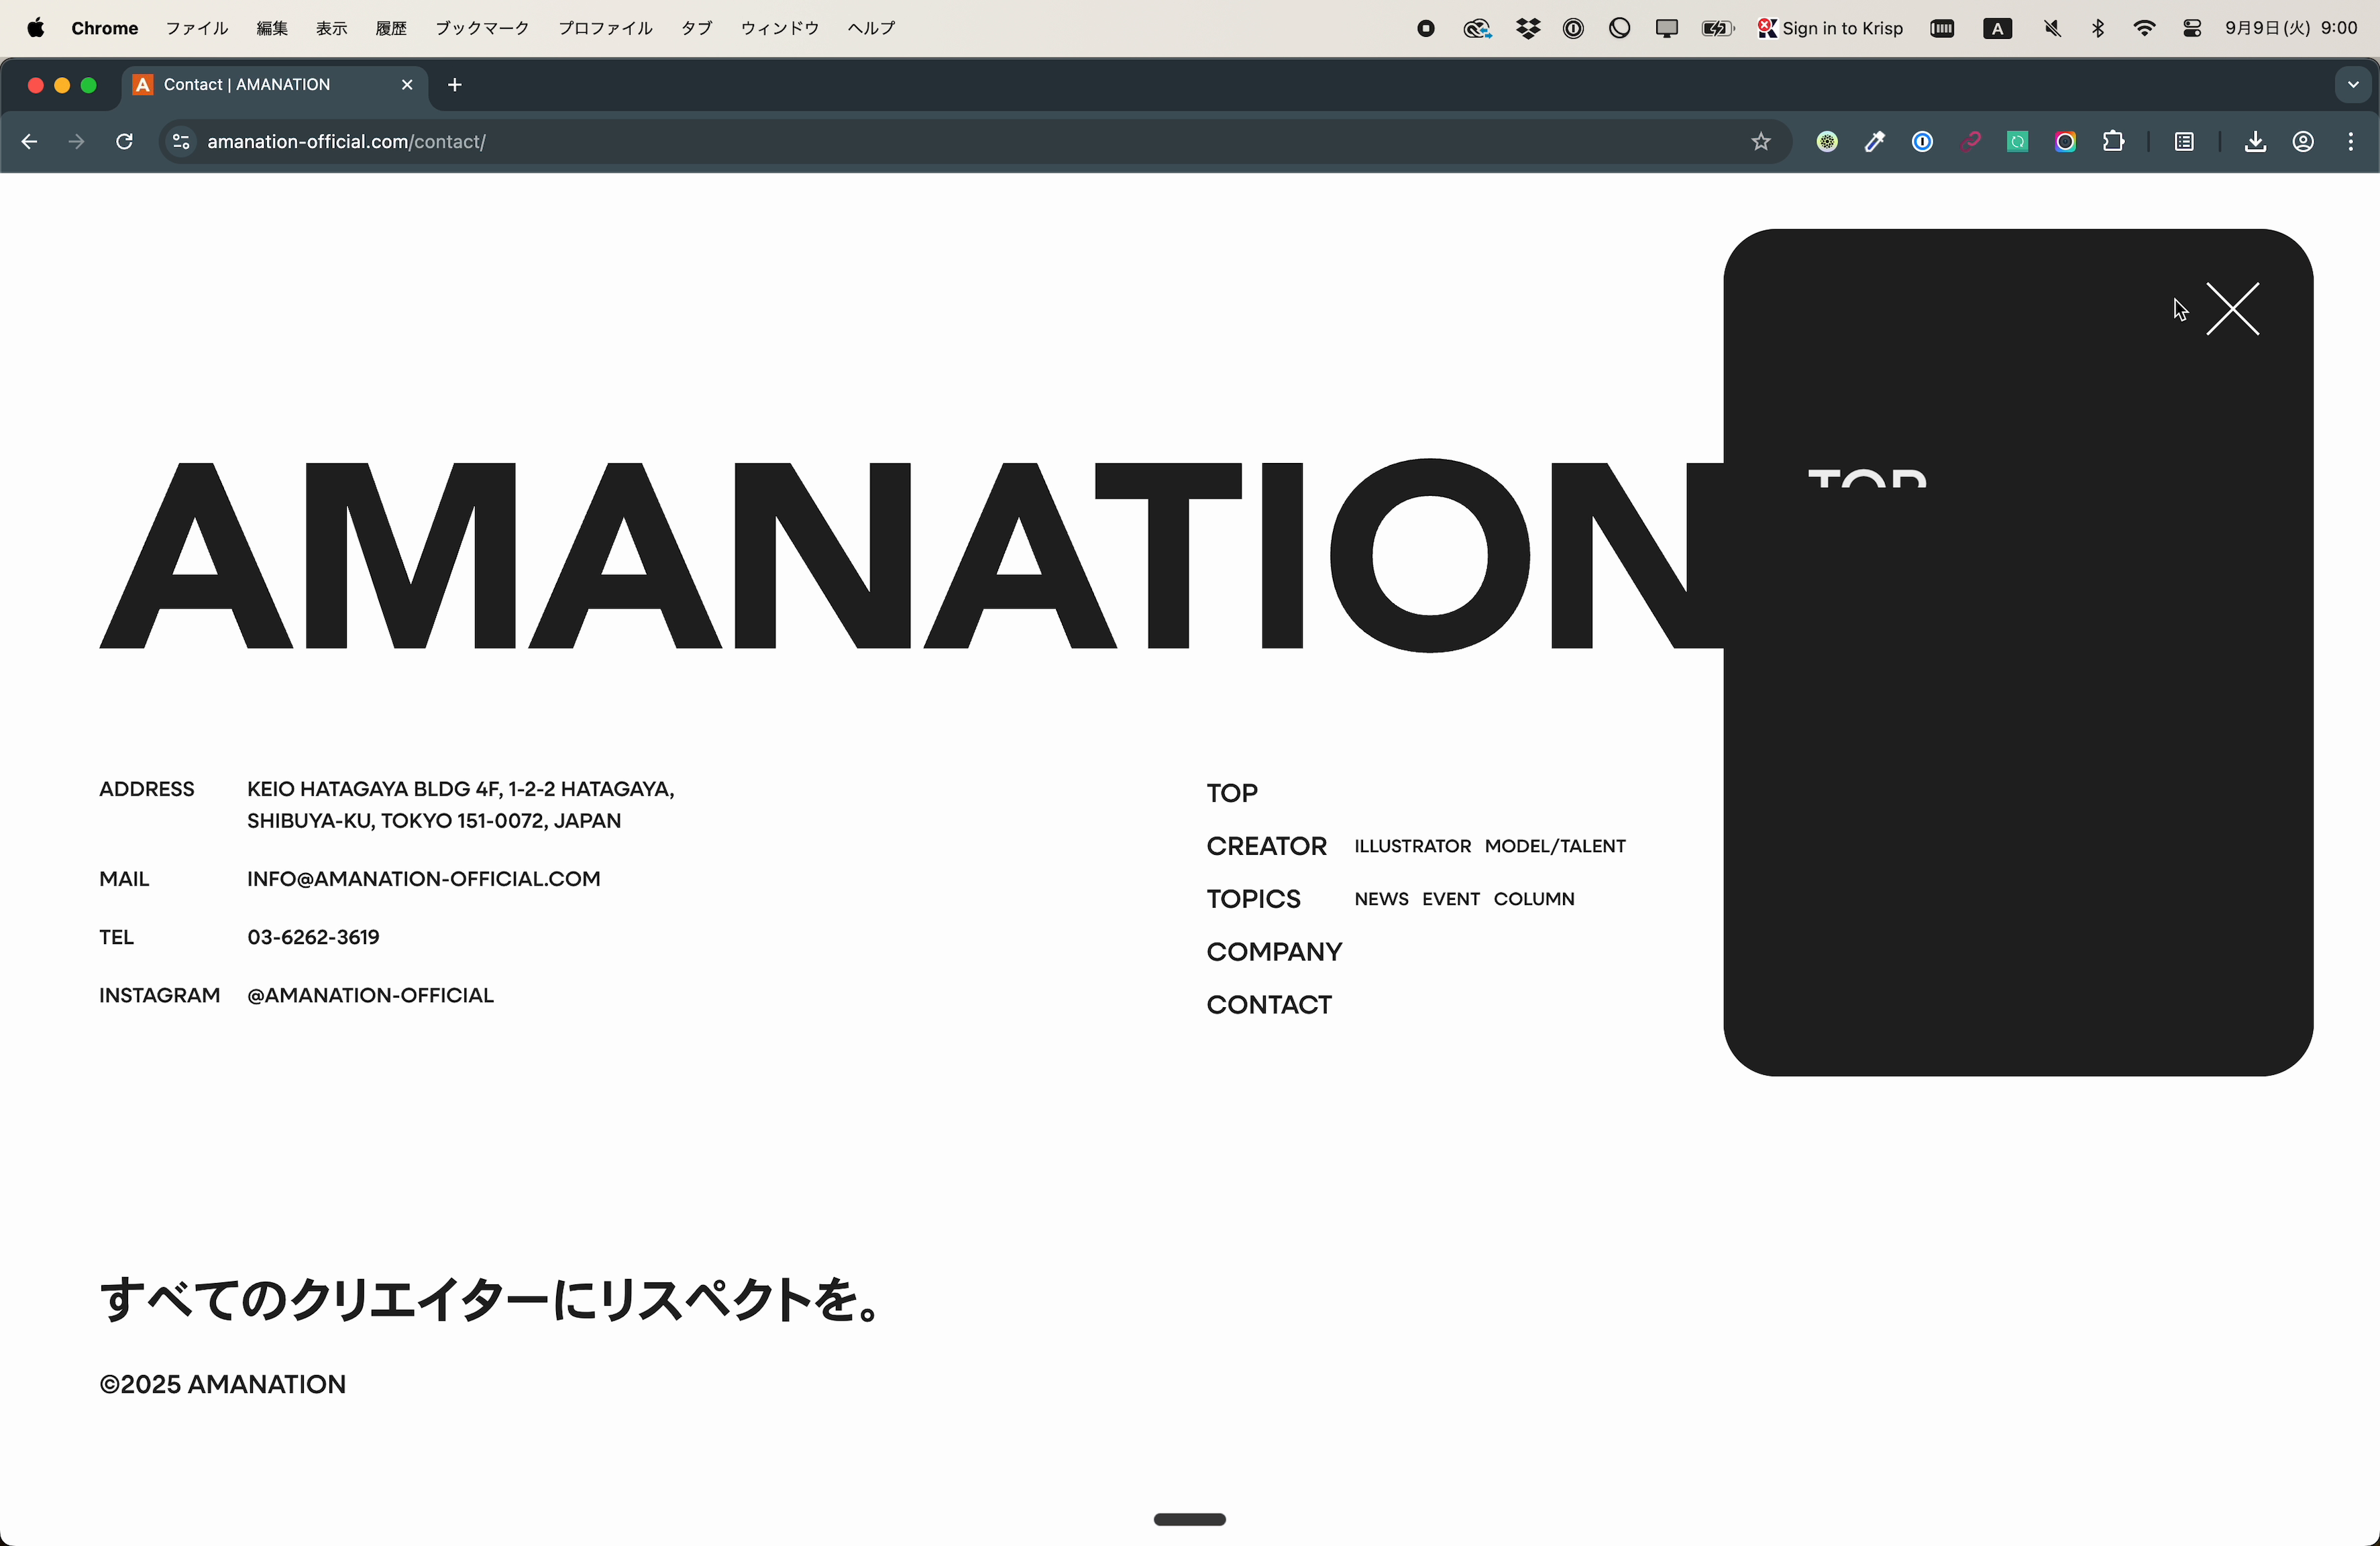 Chrome ファイル 編集 表示 履歴 ブックマーク プロファイル タブ ウィンドウ ヘルプ Sign in to Krisp A 9月9日(火) 9:00
A Contact | AMANATION
amanation-official.com/contact/
TOP
AMANATION
ADDRESS KEIO HATAGAYA BLDG 4F, 1-2-2 HATAGAYA,
SHIBUYA-KU, TOKYO 151-0072, JAPAN
MAIL INFO@AMANATION-OFFICIAL.COM
TEL 03-6262-3619
INSTAGRAM @AMANATION-OFFICIAL
TOP
CREATOR ILLUSTRATOR MODEL/TALENT
TOPICS NEWS EVENT COLUMN
COMPANY
CONTACT
すべてのクリエイターにリスペクトを。
©2025 AMANATION